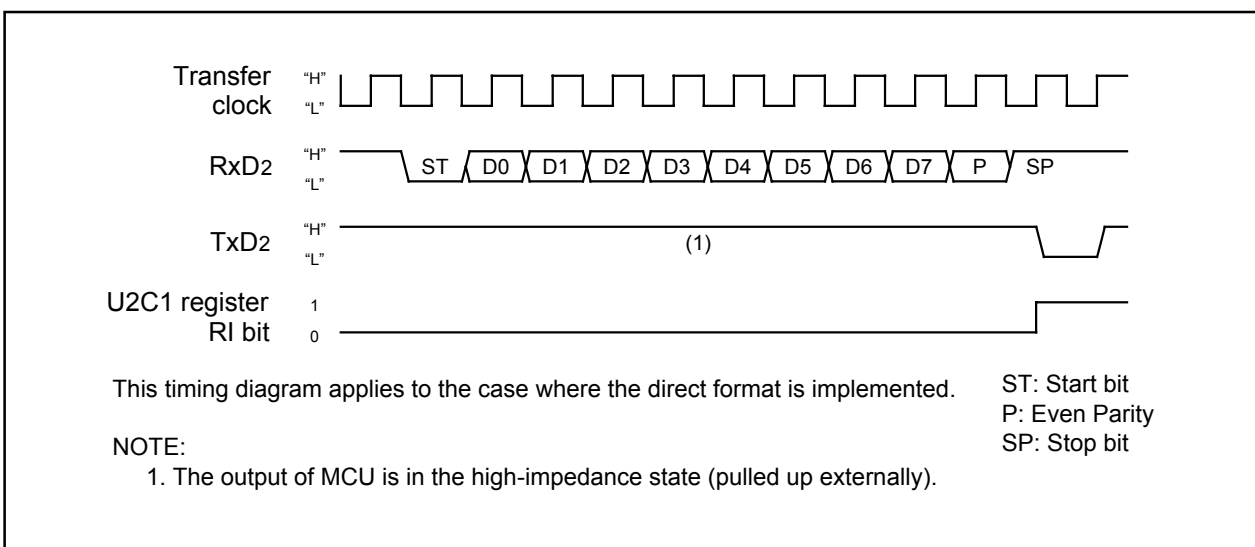 Transfer clock
“H”
“L”
RxD2
“H”
“L”
ST D0 D1 D2 D3 D4 D5 D6 D7 P SP
TxD2
“H”
“L”
(1)
U2C1 register
RI bit
1
0
This timing diagram applies to the case where the direct format is implemented.
ST: Start bit
P: Even Parity
SP: Stop bit
NOTE:
1. The output of MCU is in the high-impedance state (pulled up externally).